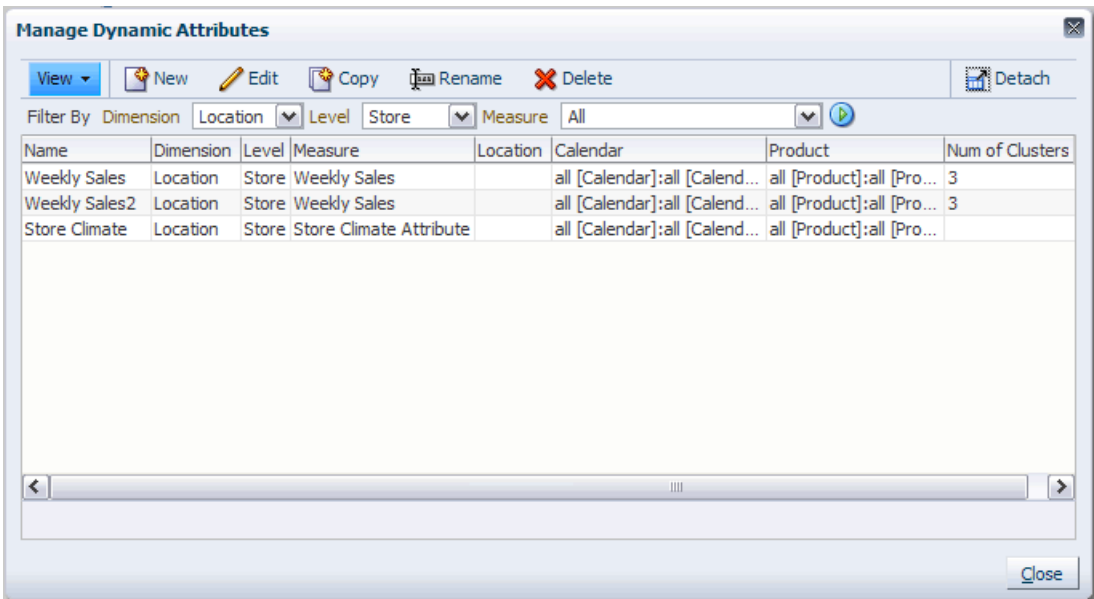 Manage Dynamic Attributes
View New Edit Copy Rename Delete Detach
Filter By Dimension Location Level Store Measure All
Name Dimension Level Measure Location Calendar Product Num of Clusters
Weekly Sales Location Store Weekly Sales all [Calendar]:all [Calend... all [Product]:all [Pro... 3
Weekly Sales2 Location Store Weekly Sales all [Calendar]:all [Calend... all [Product]:all [Pro... 3
Store Climate Location Store Store Climate Attribute all [Calendar]:all [Calend... all [Product]:all [Pro...
Close